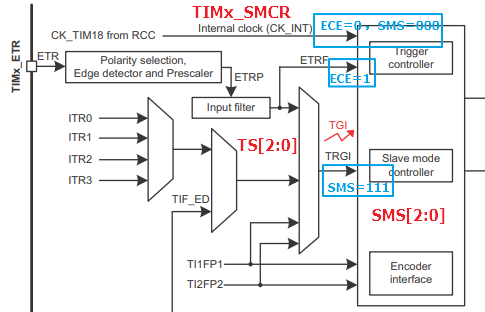 TIMx_SMCR
Internal clock (CK_INT)
CK_TIM18 from RCC
ECE=0，SMS=000
TIMx_ETR
ETR
Polarity selection,
Edge detector and Prescaler
ETRP
ETRF
Trigger
controller
ECE=1
Input filter
ITR0
ITR1
ITR2
ITR3
TS[2:0]
TGI
TRGI
Slave mode
controller
SMS=111
TIF_ED
SMS[2:0]
TI1FP1
TI2FP2
Encoder
interface